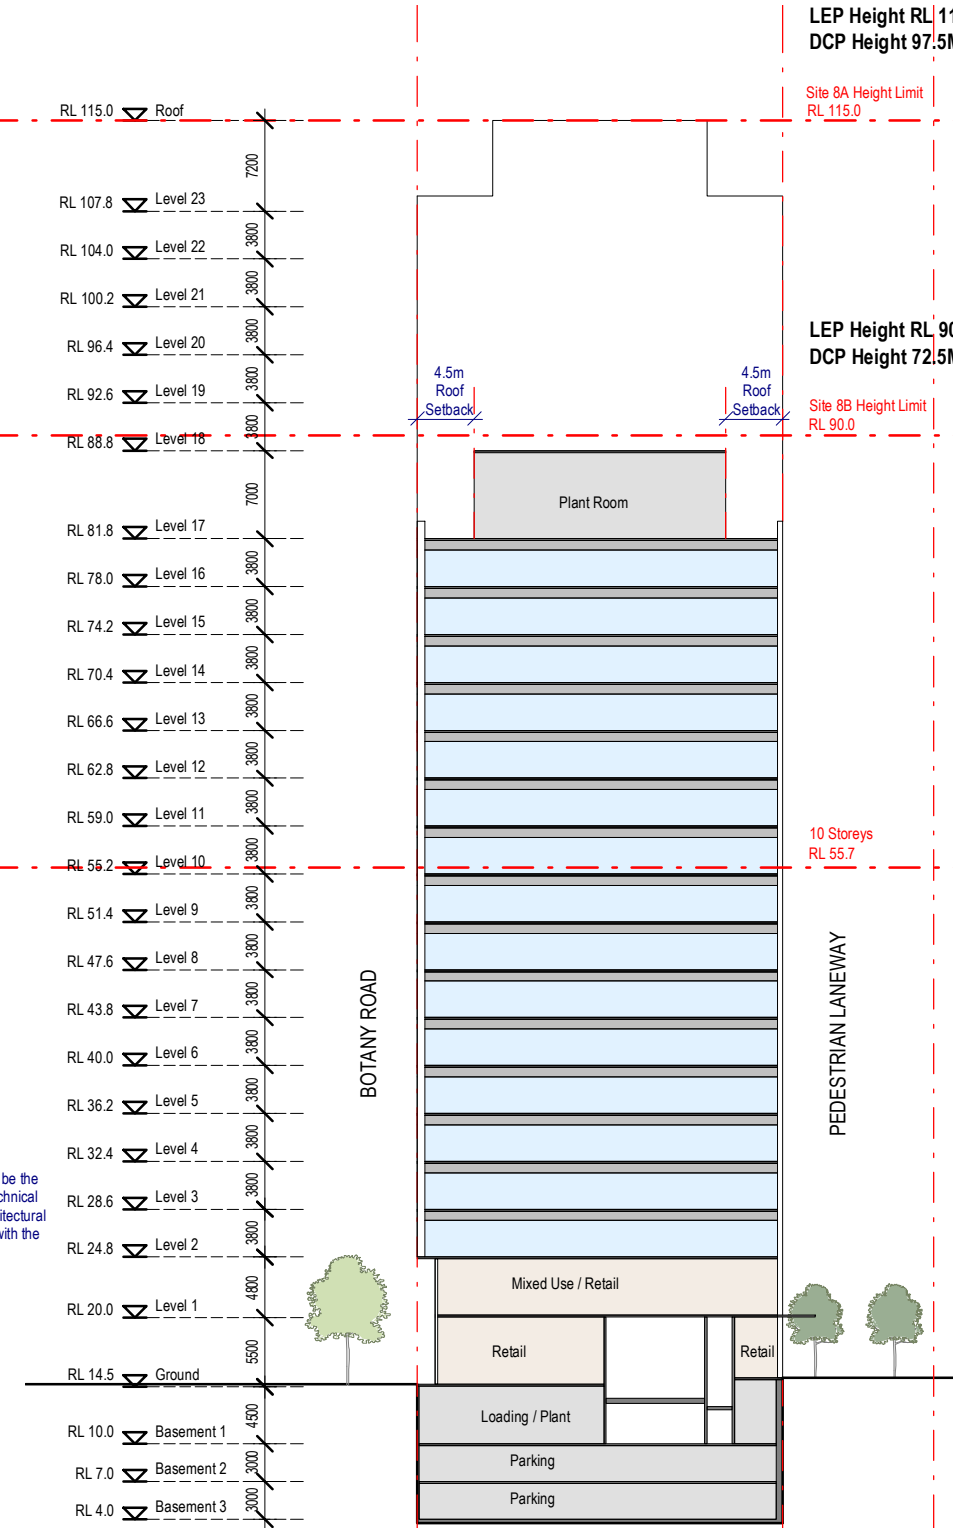 LEP Height RL 11
DCP Height 97.5M
Site 8A Height Limit
RL 115.0
RL 115.0 Roof
7200
RL 107.8 Level 23
3800
RL 104.0 Level 22
3800
RL 100.2 Level 21
3800
LEP Height RL 90
DCP Height 72.5M
RL 96.4 Level 20
3800
4.5m
Roof
Setback
4.5m
Roof
Setback
RL 92.6 Level 19
3800
Site 8B Height Limit
RL 90.0
RL 88.8 Level 18
7000
Plant Room
RL 81.8 Level 17
3800
RL 78.0 Level 16
3800
RL 74.2 Level 15
3800
RL 70.4 Level 14
3800
RL 66.6 Level 13
3800
RL 62.8 Level 12
3800
RL 59.0 Level 11
3800
10 Storeys
RL 55.7
RL 55.2 Level 10
3800
RL 51.4 Level 9
3800
RL 47.6 Level 8
3800
BOTANY ROAD
PEDESTRIAN LANEWAY
RL 43.8 Level 7
3800
RL 40.0 Level 6
3800
RL 36.2 Level 5
3800
RL 32.4 Level 4
3800
be the
chnical
itectural
with the
RL 28.6 Level 3
3800
RL 24.8 Level 2
4800
Mixed Use / Retail
RL 20.0 Level 1
5500
Retail
Retail
RL 14.5 Ground
4500
Loading / Plant
RL 10.0 Basement 1
3000
Parking
RL 7.0 Basement 2
3000
Parking
RL 4.0 Basement 3